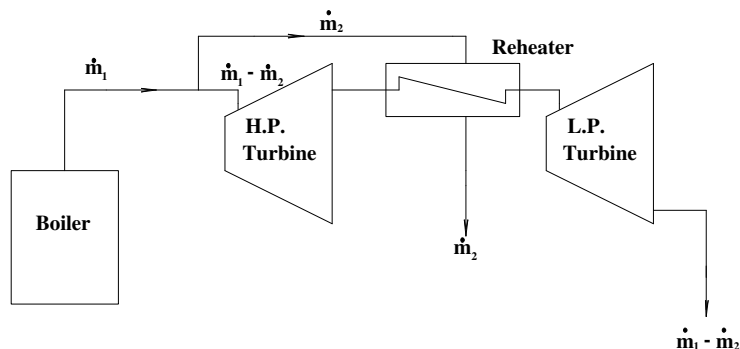 ṁ₂
Reheater
ṁ₁
ṁ₁ - ṁ₂
H.P.
Turbine
L.P.
Turbine
Boiler
ṁ₂
ṁ₁ - ṁ₂